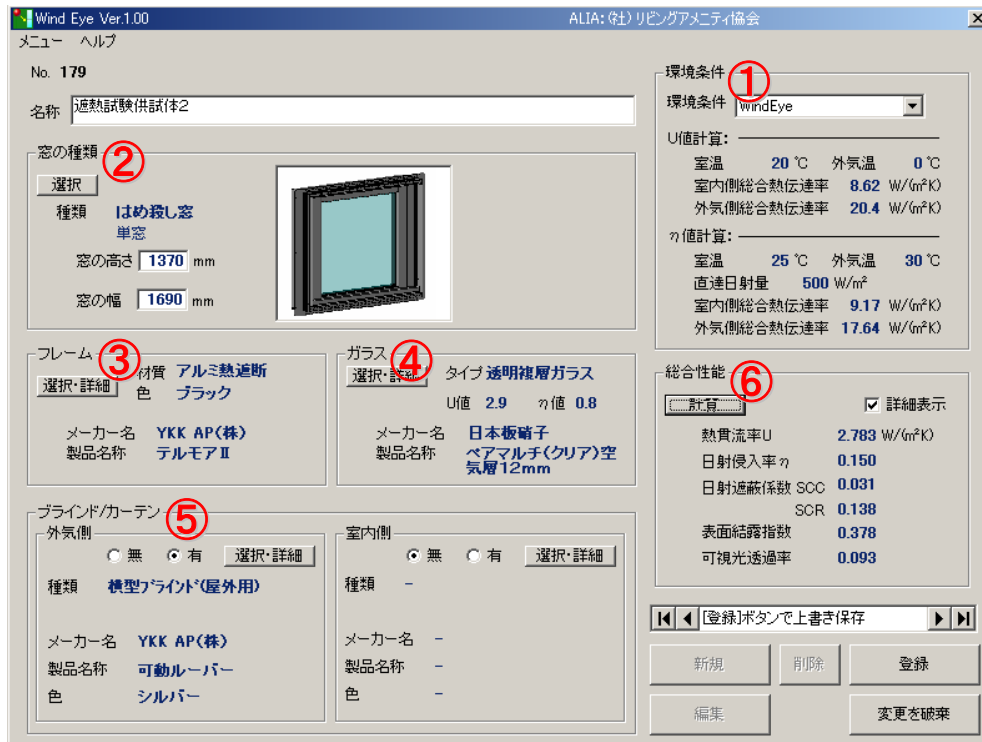 Wind Eye Ver.1.00 ALIA: (社) リビングアメニティ協会
メニュー ヘルプ
No. 179
名称 遮熱試験供試体2
窓の種類 ②
選択
種類 はめ殺し窓
単窓
窓の高さ 1370 mm
窓の幅 1690 mm
フレーム ③
選択・詳細 材質 アルミ熱遮断
色 ブラック
メーカー名 YKK AP(株)
製品名称 テルモアⅡ
ガラス ④
選択・詳細 タイプ 透明複層ガラス
U値 2.9 η値 0.8
メーカー名 日本板硝子
製品名称 ペアマルチ(クリア)空
気層12mm
ブラインド/カーテン ⑤
外気側
無 有 選択・詳細
種類 横型ブラインド(屋外用)
メーカー名 YKK AP(株)
製品名称 可動ルーバー
色 シルバー
室内側
無 有 選択・詳細
種類 -
メーカー名 -
製品名称 -
色 -
環境条件 ①
環境条件 WindEye
U値計算:
室温 20 ℃ 外気温 0 ℃
室内側総合熱伝達率 8.62 W/(m²K)
外気側総合熱伝達率 20.4 W/(m²K)
η値計算:
室温 25 ℃ 外気温 30 ℃
直達日射量 500 W/m²
室内側総合熱伝達率 9.17 W/(m²K)
外気側総合熱伝達率 17.64 W/(m²K)
総合性能 ⑥
計算 詳細表示
熱貫流率U 2.783 W/(m²K)
日射侵入率η 0.150
日射遮蔽係数 SCC 0.031
SCR 0.138
表面結露指数 0.378
可視光透過率 0.093
[登録]ボタンで上書き保存
新規 削除 登録
編集 変更を破棄